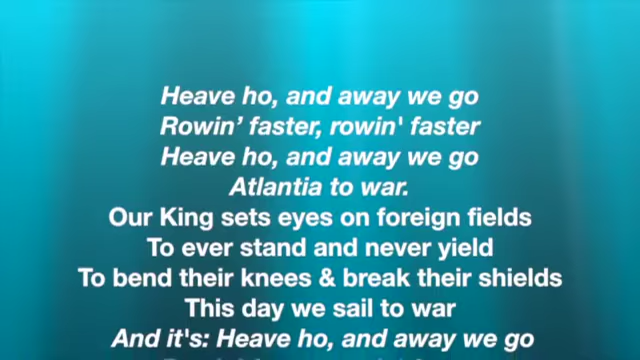 Heave ho, and away we go
Rowin’ faster, rowin' faster
Heave ho, and away we go
Atlantia to war.
Our King sets eyes on foreign fields
To ever stand and never yield
To bend their knees & break their shields
This day we sail to war
And it's: Heave ho, and away we go